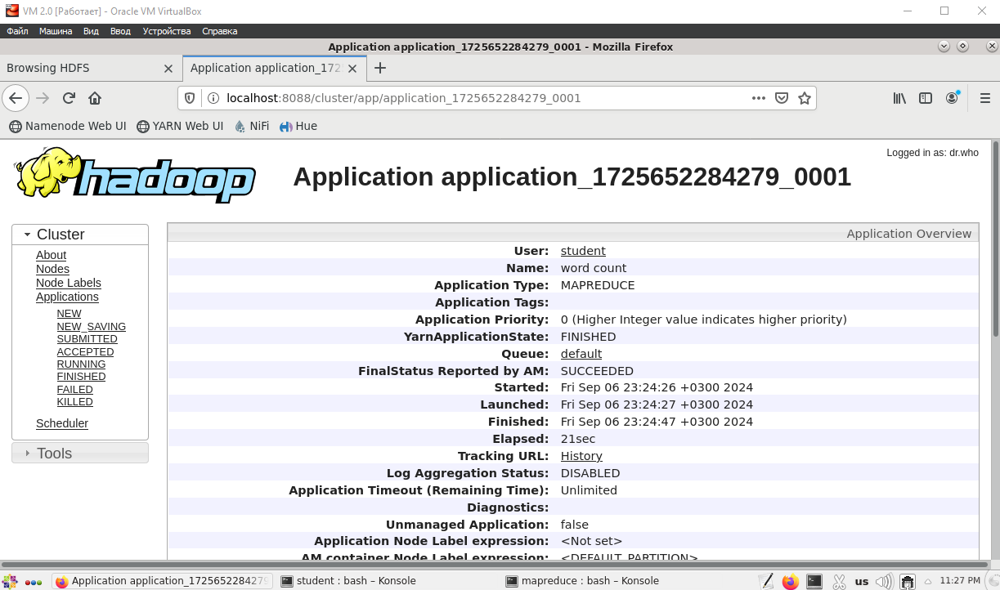 VM 2.0 [Работает] - Oracle VM VirtualBox
Файл Машина Вид Ввод Устройства Справка
Application application_1725652284279_0001 - Mozilla Firefox
Browsing HDFS
Application application_172
localhost:8088/cluster/app/application_1725652284279_0001
Namenode Web UI YARN Web UI NiFi Hue
Logged in as: dr.who
hadoop
Application application_1725652284279_0001
Cluster
About
Nodes
Node Labels
Applications
NEW
NEW_SAVING
SUBMITTED
ACCEPTED
RUNNING
FINISHED
FAILED
KILLED
Scheduler
Tools
Application Overview
User: student
Name: word count
Application Type: MAPREDUCE
Application Tags:
Application Priority: 0 (Higher Integer value indicates higher priority)
YarnApplicationState: FINISHED
Queue: default
FinalStatus Reported by AM: SUCCEEDED
Started: Fri Sep 06 23:24:26 +0300 2024
Launched: Fri Sep 06 23:24:27 +0300 2024
Finished: Fri Sep 06 23:24:47 +0300 2024
Elapsed: 21sec
Tracking URL: History
Log Aggregation Status: DISABLED
Application Timeout (Remaining Time): Unlimited
Diagnostics:
Unmanaged Application: false
Application Node Label expression: <Not set>
AM container Node Label expression: <DEFAULT_PARTITION>
Application application_1725652284279
student : bash – Konsole
mapreduce : bash – Konsole
us
11:27 PM